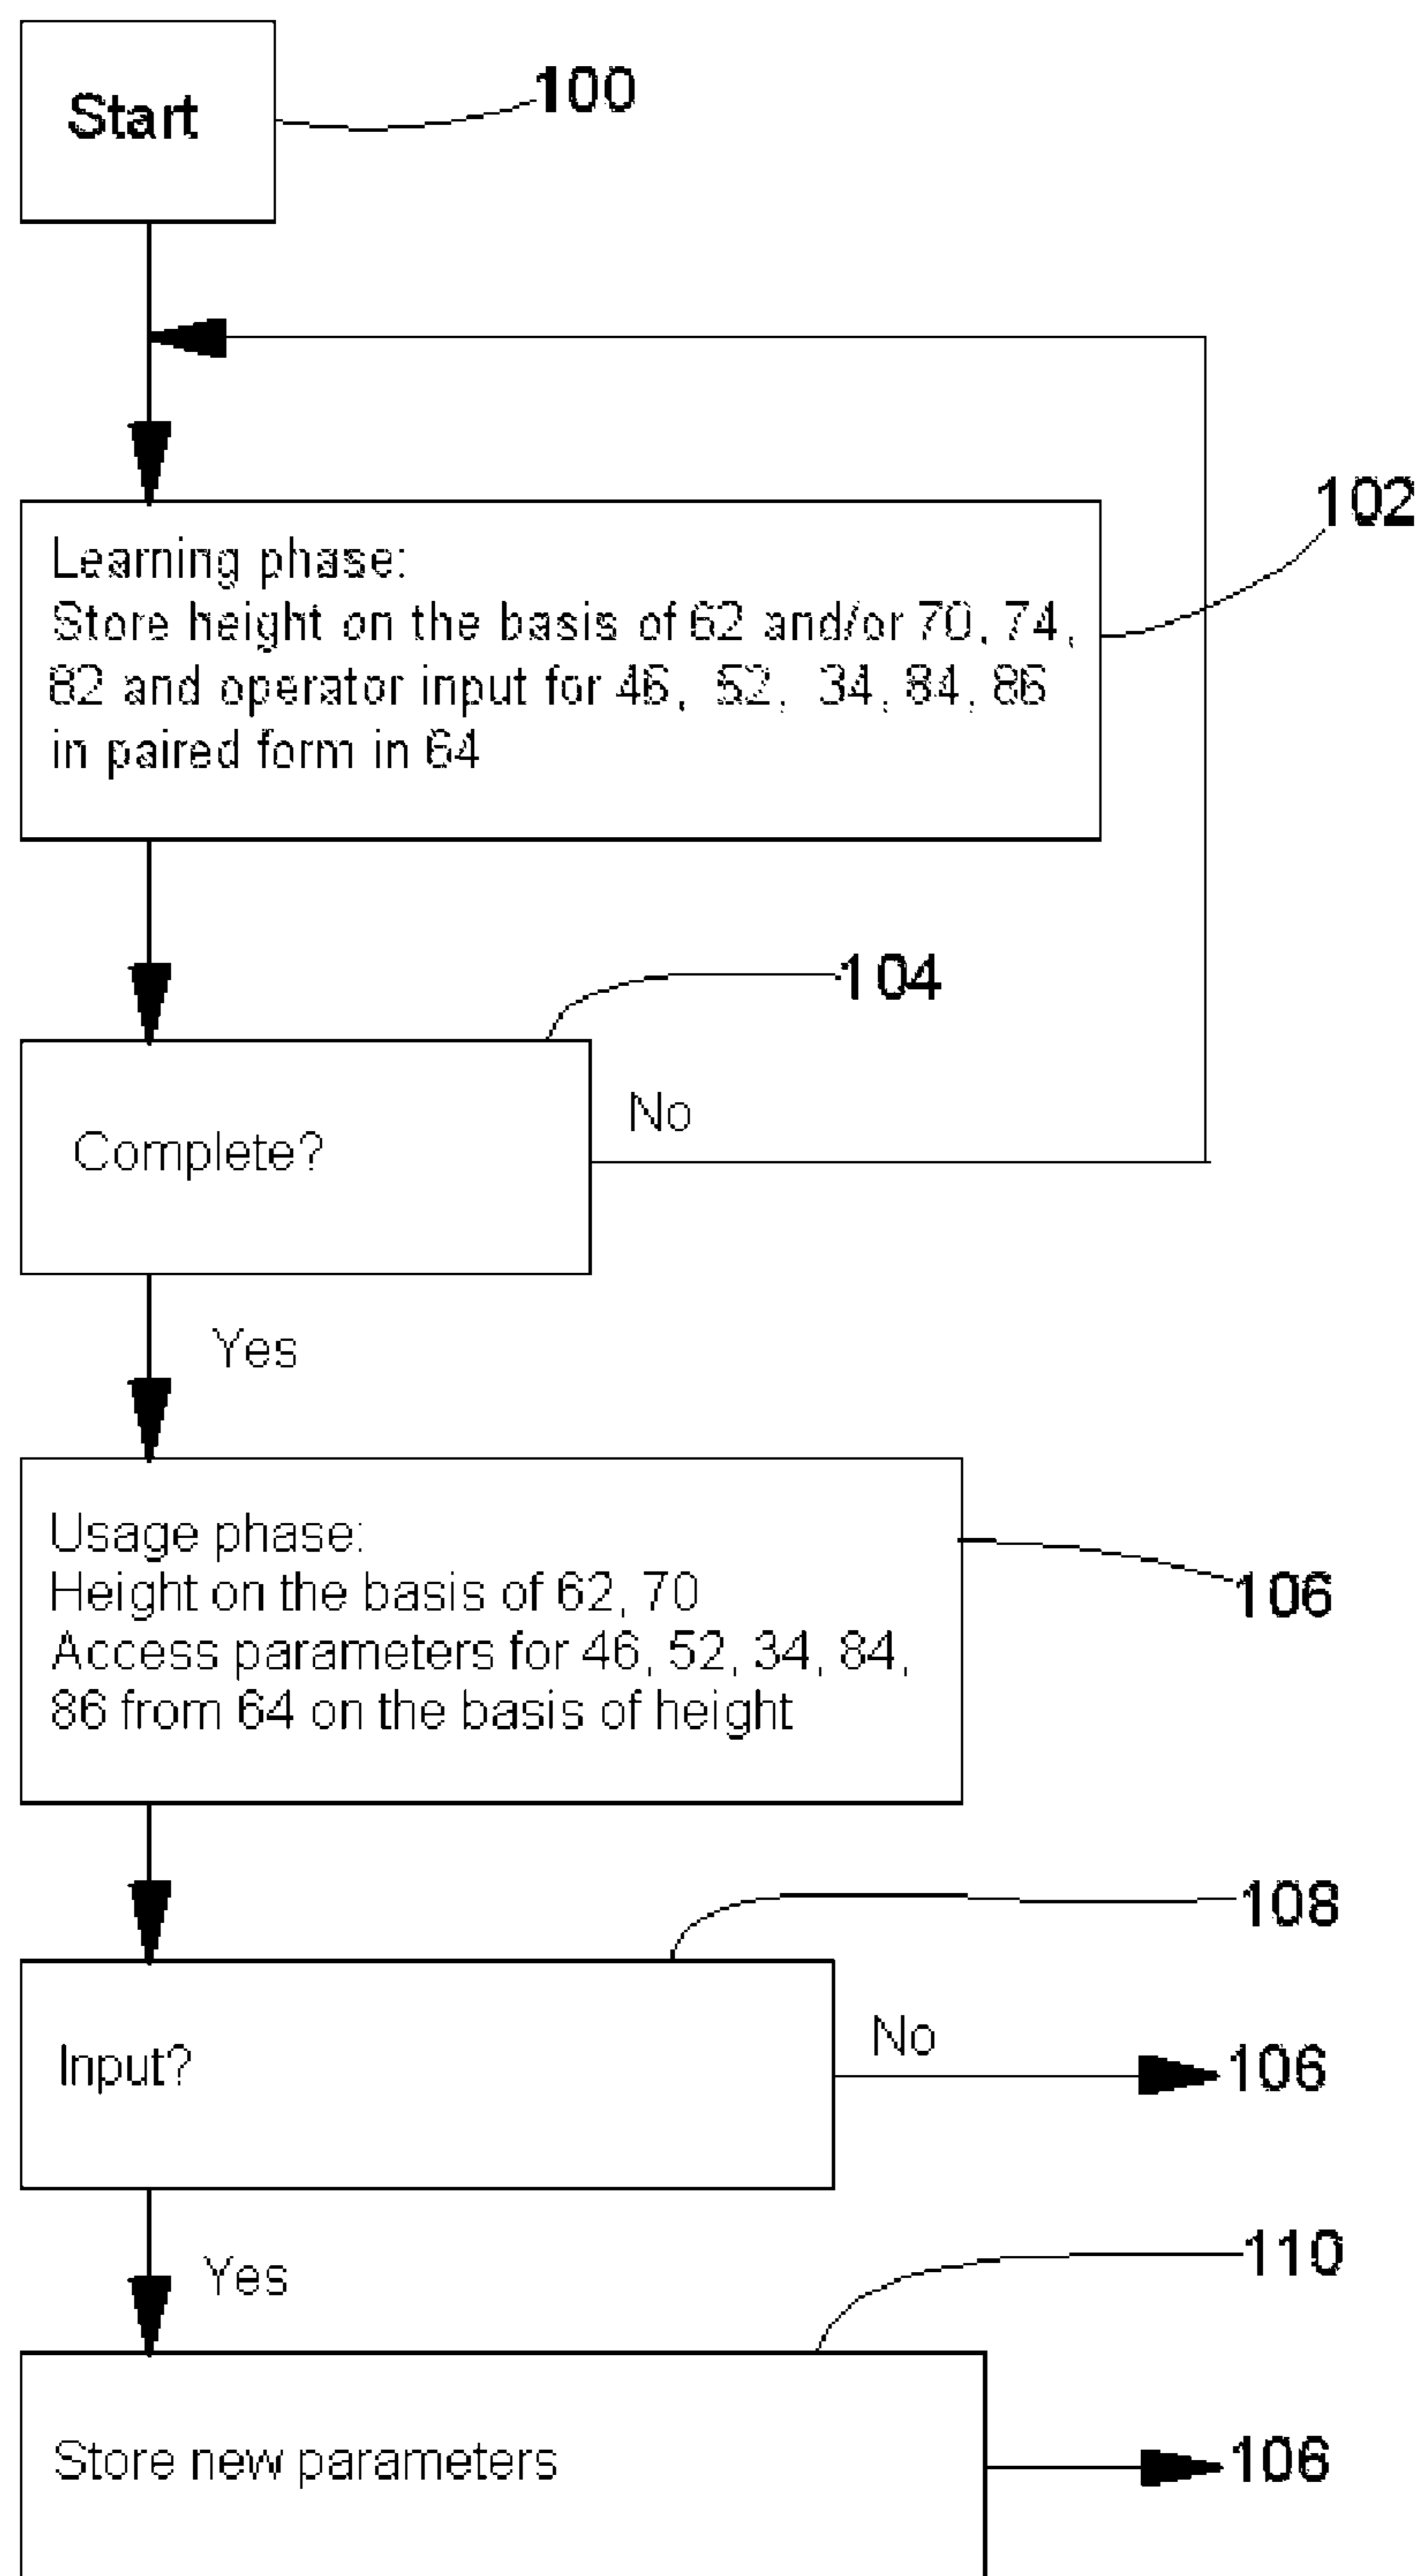 Start
100
102
Learning phase:
Store height on the basis of 62 and/or 70, 74,
82 and operator input for 46, 52, 34, 84, 86
in paired form in 64
104
Complete?
No
Yes
Usage phase:
Height on the basis of 62, 70
Access parameters for 46, 52, 34, 84,
86 from 64 on the basis of height
106
108
Input?
No
106
Yes
110
Store new parameters
106